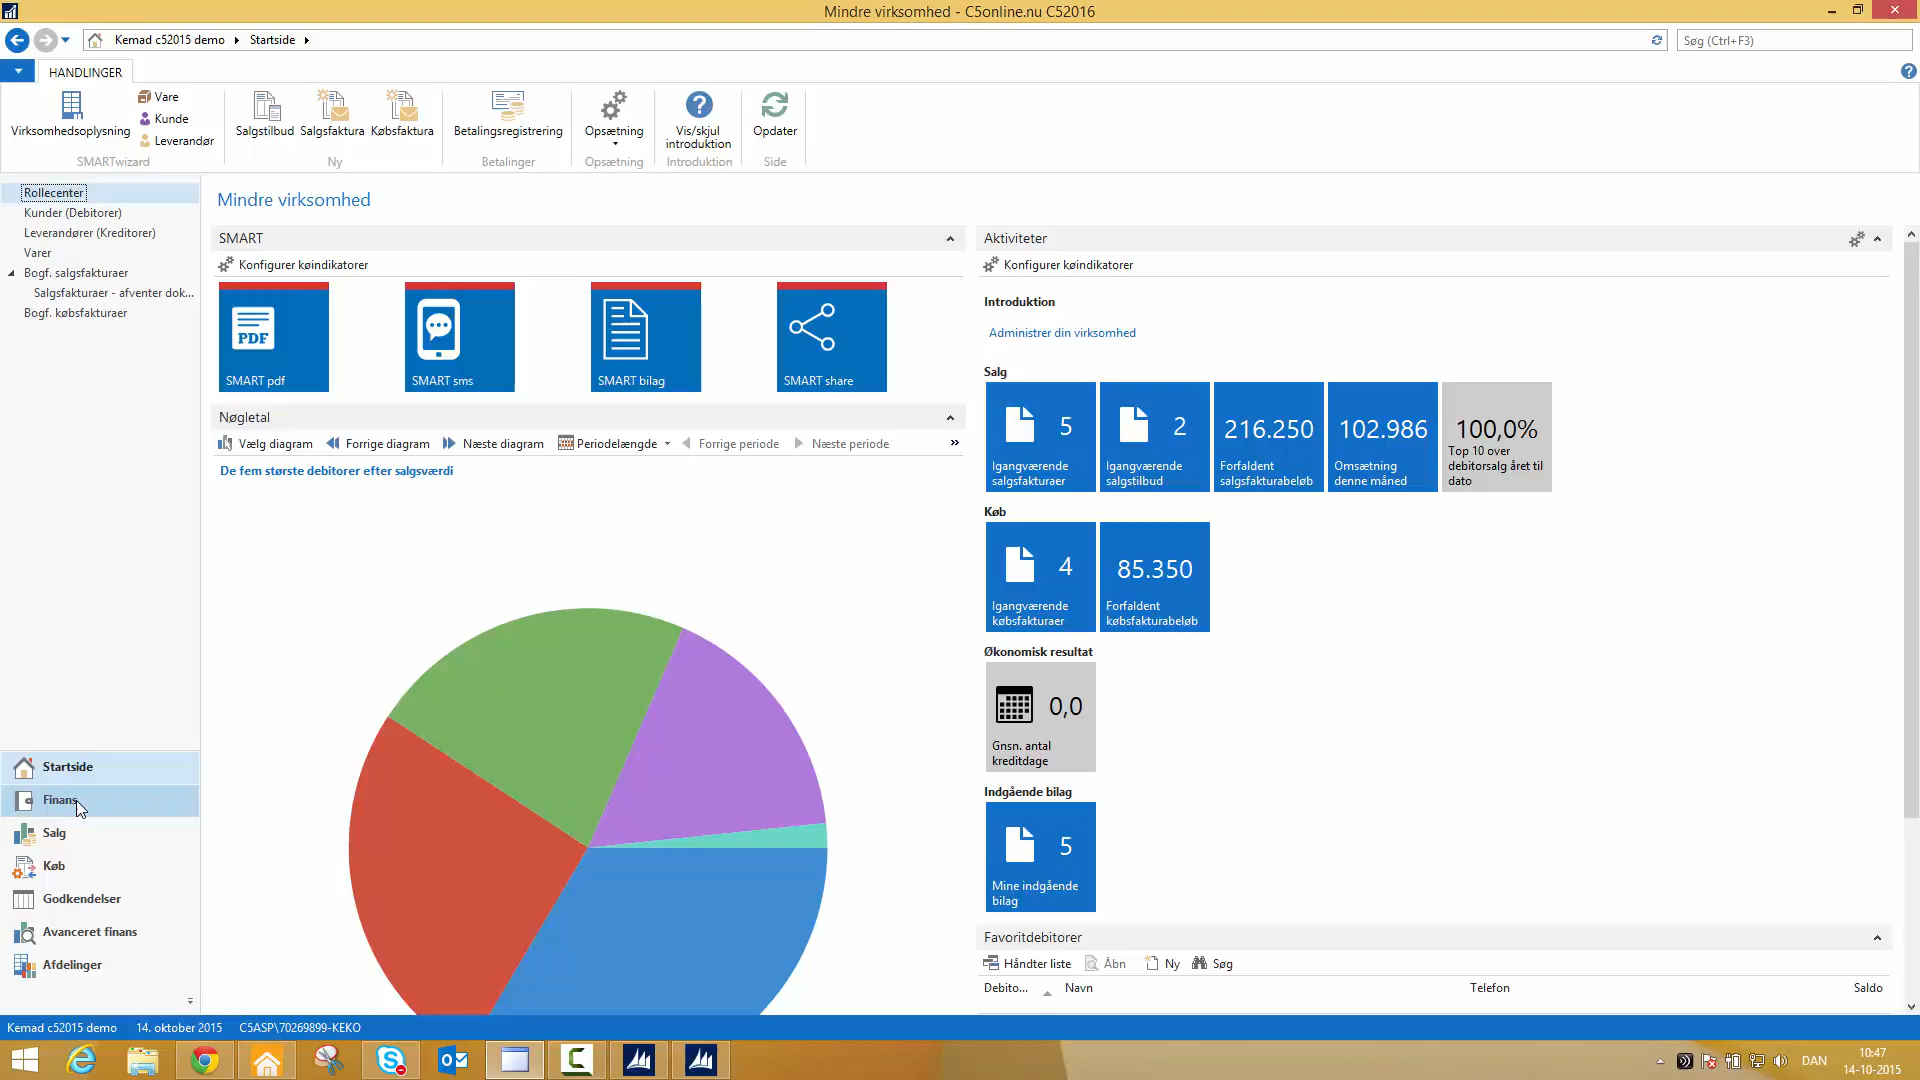 Mindre virksomhed - C5online.nu C52016
Kemad c52015 demo
Startside
Søg (Ctrl+F3)
HANDLINGER
Virksomhedsoplysning
Vare
Kunde
Leverandør
SMARTwizard
Salgstilbud
Salgsfaktura
Købsfaktura
Ny
Betalingsregistrering
Betalinger
Opsætning
Opsætning
Vis/skjul
introduktion
Introduktion
Opdater
Side
Rollecenter
Kunder (Debitorer)
Leverandører (Kreditorer)
Varer
Bogf. salgsfakturaer
Salgsfakturaer - afventer dok...
Bogf. købsfakturaer
Startside
Finans
Salg
Køb
Godkendelser
Avanceret finans
Afdelinger
Mindre virksomhed
SMART
Konfigurer køindikatorer
PDF
SMART pdf
SMART sms
SMART bilag
SMART share
Nøgletal
Vælg diagram
Forrige diagram
Næste diagram
Periodelængde
Forrige periode
Næste periode
De fem største debitorer efter salgsværdi
Aktiviteter
Konfigurer køindikatorer
Introduktion
Administrer din virksomhed
Salg
5
Igangværende
salgsfakturaer
2
Igangværende
salgstilbud
216.250
Forfaldent
salgsfakturabeløb
102.986
Omsætning
denne måned
100,0%
Top 10 over
debitorsalg året til
dato
Køb
4
Igangværende
købsfakturaer
85.350
Forfaldent
købsfakturabeløb
Økonomisk resultat
0,0
Gnsn. antal
kreditdage
Indgående bilag
5
Mine indgående
bilag
Favoritdebitorer
Håndter liste
Åbn
Ny
Søg
Debito...
Navn
Telefon
Saldo
Kemad c52015 demo
14. oktober 2015
C5ASP\70269899-KEKO
DAN
10:47
14-10-2015